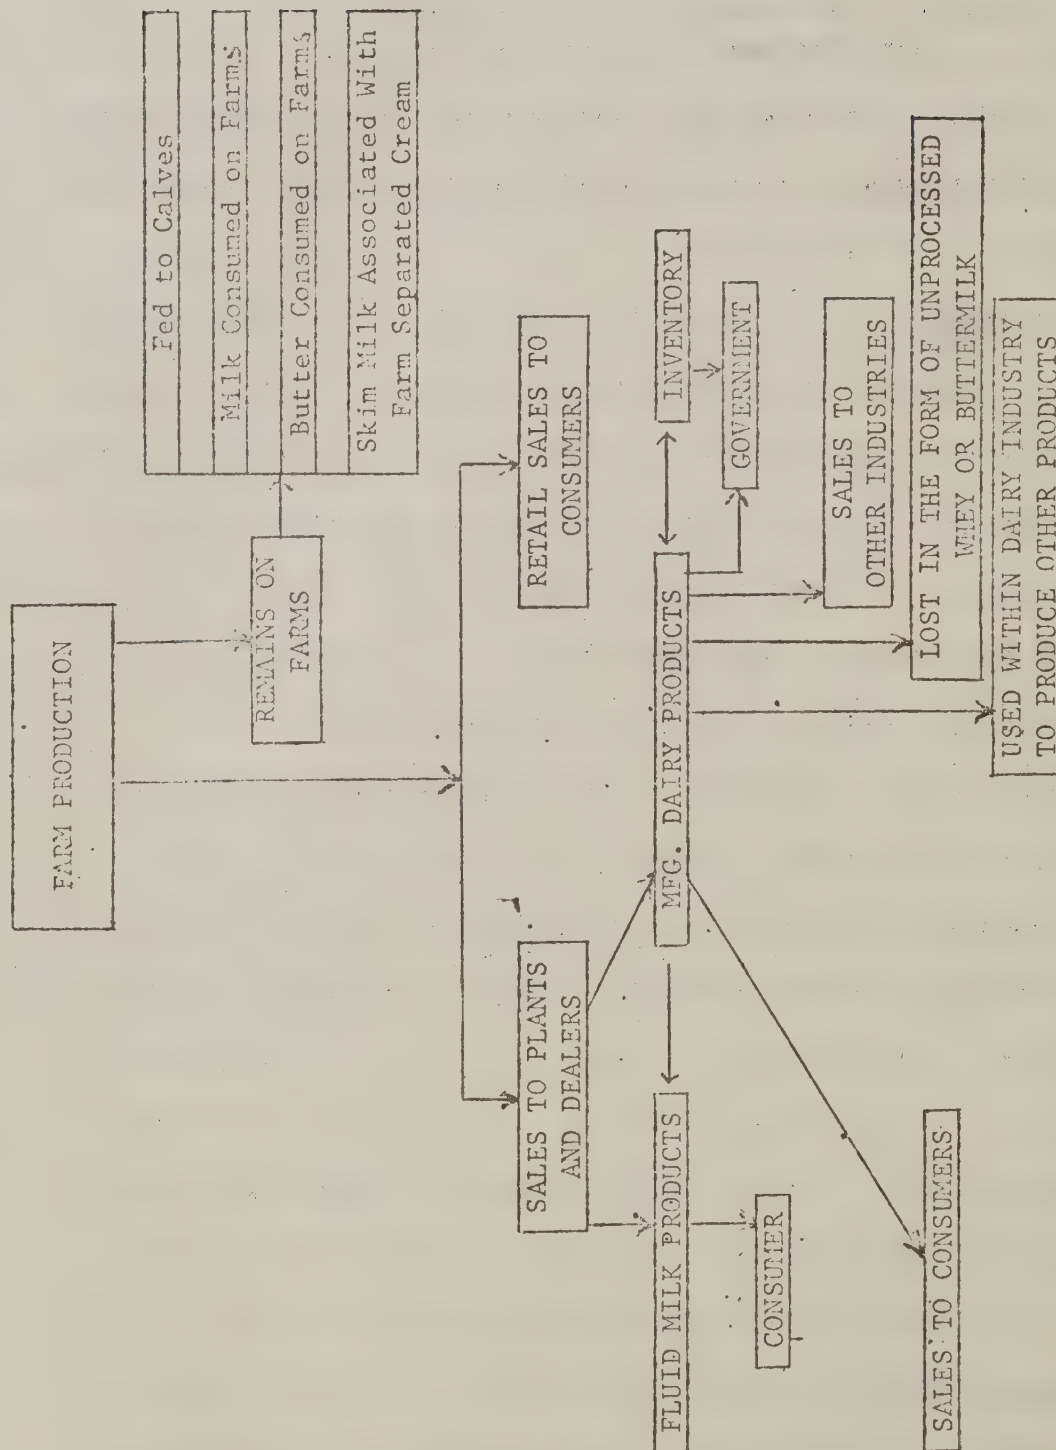 FARM PRODUCTION
REMAINS ON
FARMS
Fed to Calves
Milk Consumed on Farms
Butter Consumed on Farms
Skim Milk Associated With
Farm Separated Cream
SALES TO PLANTS
AND DEALERS
RETAIL SALES TO
CONSUMERS
FLUID MILK PRODUCTS
MFG. DAIRY PRODUCTS
INVENTORY
CONSUMER
GOVERNMENT
SALES TO
OTHER INDUSTRIES
SALES TO CONSUMERS
LOST IN THE FORM OF UNPROCESSED
WHEY OR BUTTERMILK
USED WITHIN DAIRY INDUSTRY
TO PRODUCE OTHER PRODUCTS